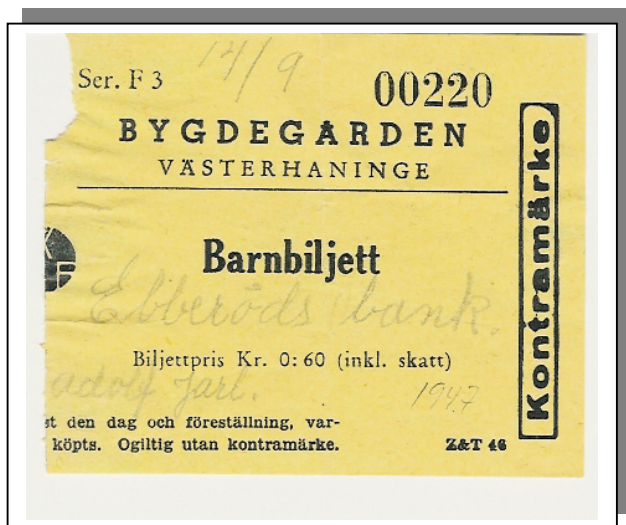 Ser. F 3
14/9
00220
BYGDEGARDEN
VÄSTERHANINGE
Barnbiljett
Ebberöds bank.
Biljettpris Kr. 0:60 (inkl. skatt)
adolf Jarl.
1947
st den dag och föreställning, var-
köpts. Ogiltig utan kontramärke.
Z&T 46
Kontramärke